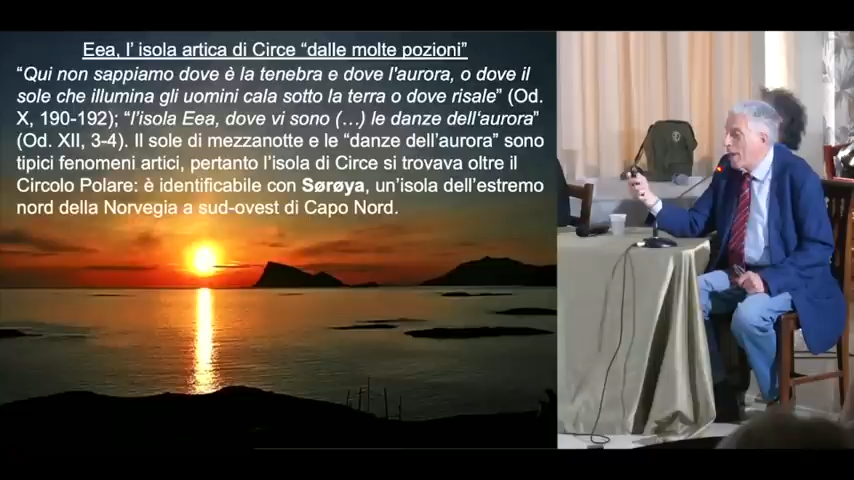 Eea, l' isola artica di Circe “dalle molte pozioni”
“Qui non sappiamo dove è la tenebra e dove l'aurora, o dove il
sole che illumina gli uomini cala sotto la terra o dove risale” (Od.
X, 190-192); “l’isola Eea, dove vi sono (…) le danze dell‘aurora”
(Od. XII, 3-4). Il sole di mezzanotte e le “danze dell’aurora” sono
tipici fenomeni artici, pertanto l’isola di Circe si trovava oltre il
Circolo Polare: è identificabile con Sørøya, un’isola dell’estremo
nord della Norvegia a sud-ovest di Capo Nord.